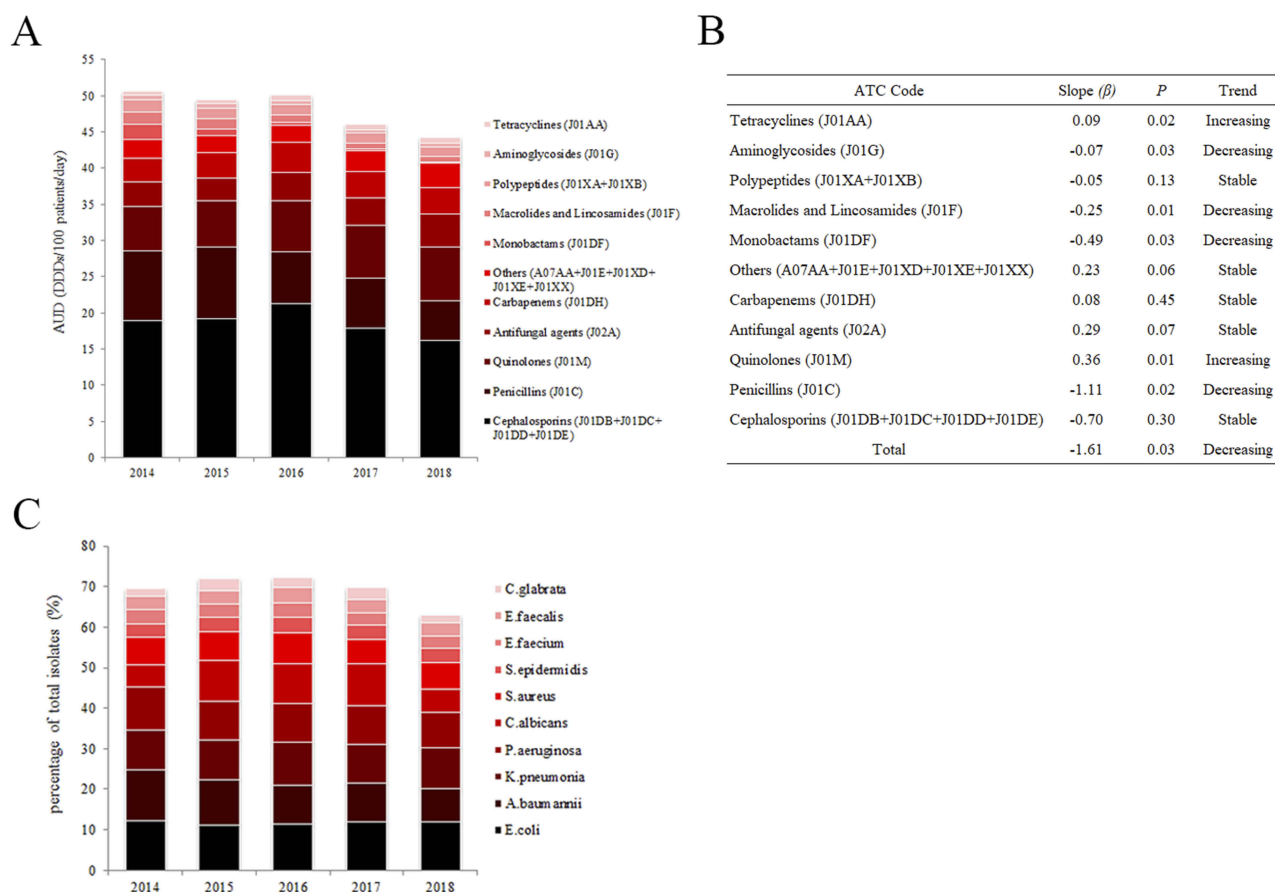 A
AUD (DDDs/100 patients/day)
55
50
45
40
35
30
25
20
15
10
5
0
2014 2015 2016 2017 2018
Tetracyclines (J01AA)
Aminoglycosides (J01G)
Polypeptides (J01XA+J01XB)
Macrolides and Lincosamides (J01F)
Monobactams (J01DF)
Others (A07AA+J01E+J01XD+
J01XE+J01XX)
Carbapenems (J01DH)
Antifungal agents (J02A)
Quinolones (J01M)
Penicillins (J01C)
Cephalosporins (J01DB+J01DC+
J01DD+J01DE)
B
ATC Code Slope (β) P Trend
Tetracyclines (J01AA) 0.09 0.02 Increasing
Aminoglycosides (J01G) -0.07 0.03 Decreasing
Polypeptides (J01XA+J01XB) -0.05 0.13 Stable
Macrolides and Lincosamides (J01F) -0.25 0.01 Decreasing
Monobactams (J01DF) -0.49 0.03 Decreasing
Others (A07AA+J01E+J01XD+J01XE+J01XX) 0.23 0.06 Stable
Carbapenems (J01DH) 0.08 0.45 Stable
Antifungal agents (J02A) 0.29 0.07 Stable
Quinolones (J01M) 0.36 0.01 Increasing
Penicillins (J01C) -1.11 0.02 Decreasing
Cephalosporins (J01DB+J01DC+J01DD+J01DE) -0.70 0.30 Stable
Total -1.61 0.03 Decreasing
C
percentage of total isolates (%)
80
70
60
50
40
30
20
10
0
2014 2015 2016 2017 2018
C.glabrata
E.faecalis
E.faecium
S.epidermidis
S.aureus
C.albicans
P.aeruginosa
K.pneumonia
A.baumannii
E.coli